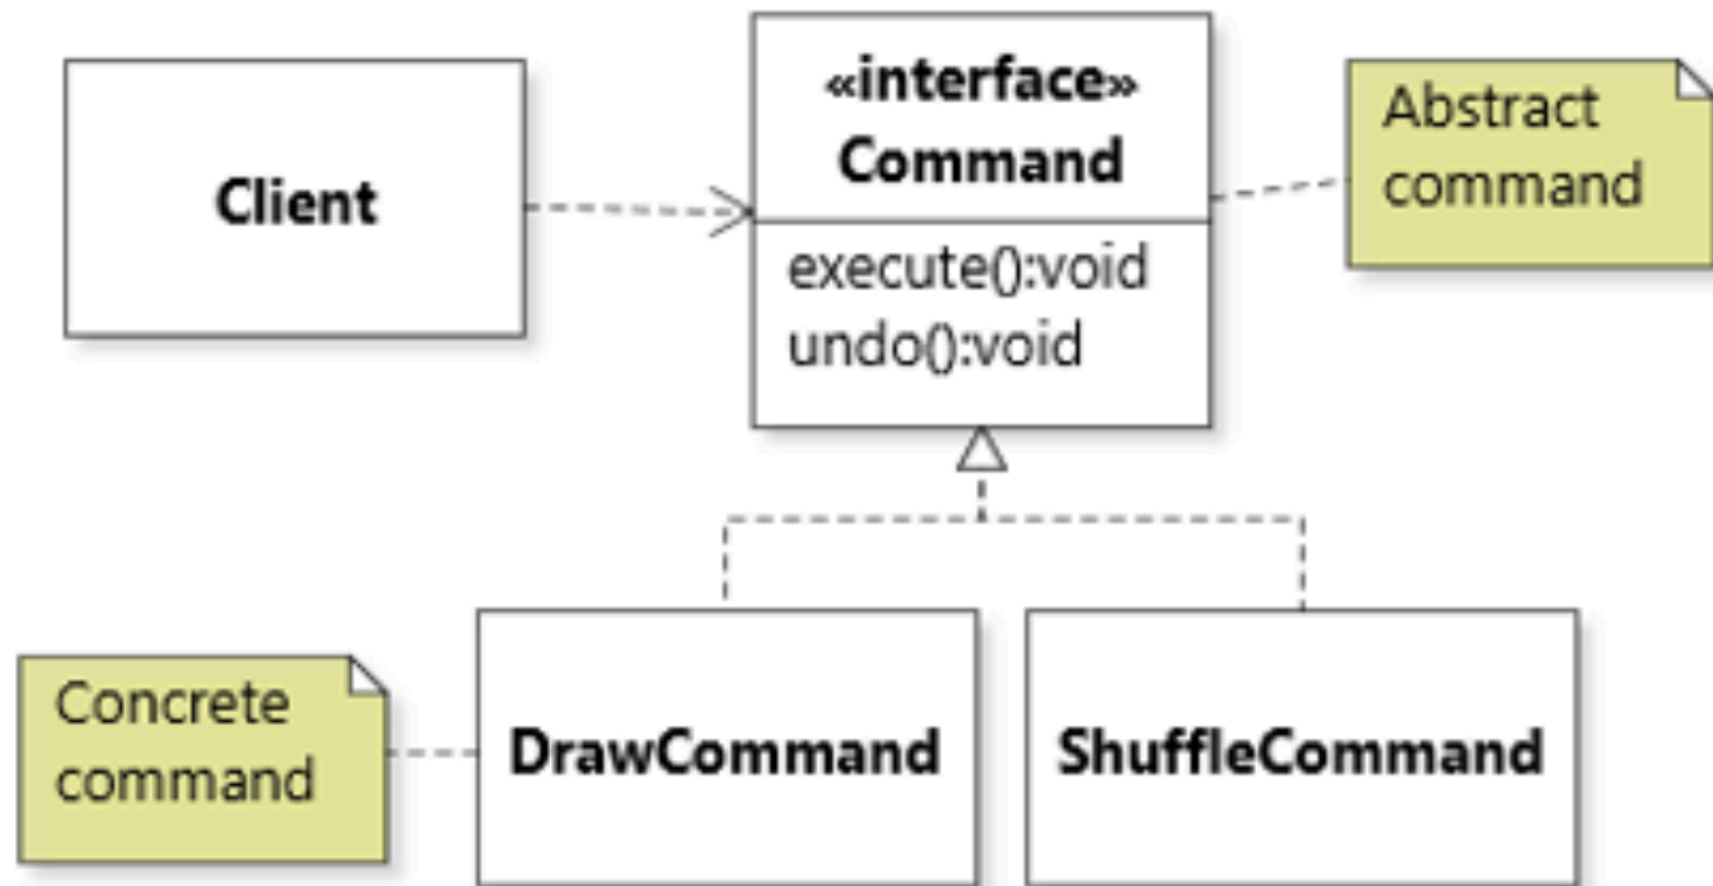 Client
«interface»
Command
execute():void
undo():void
Abstract
command
Concrete
command
DrawCommand
ShuffleCommand